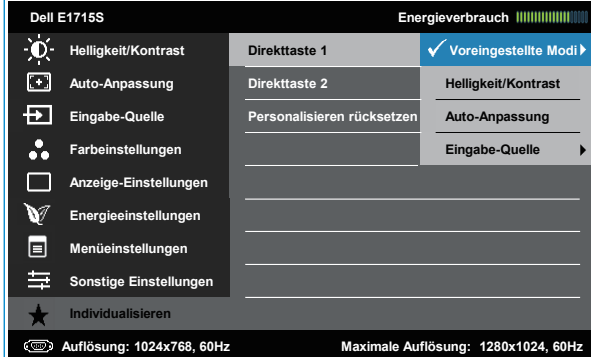 Dell E1715S Energieverbrauch
Helligkeit/Kontrast Direkttaste 1 Voreingestellte Modi
Auto-Anpassung Direkttaste 2 Helligkeit/Kontrast
Eingabe-Quelle Personalisieren rücksetzen Auto-Anpassung
Farbeinstellungen Eingabe-Quelle
Anzeige-Einstellungen
Energieeinstellungen
Menüeinstellungen
Sonstige Einstellungen
Individualisieren
Auflösung: 1024x768, 60Hz Maximale Auflösung: 1280x1024, 60Hz